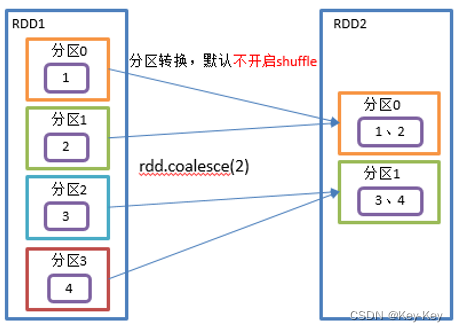 RDD1
RDD2
分区0
1
分区转换，默认不开启shuffle
分区1
2
分区0
1、2
rdd.coalesce(2)
分区1
3、4
分区2
3
分区3
4
CSDN @Key-Key